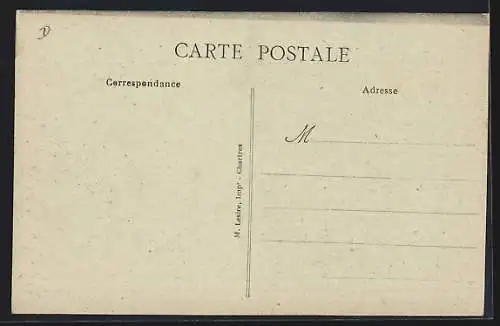 CARTE POSTALE
Correspondance
Adresse
M
M. Lesire, Impr - Chartres